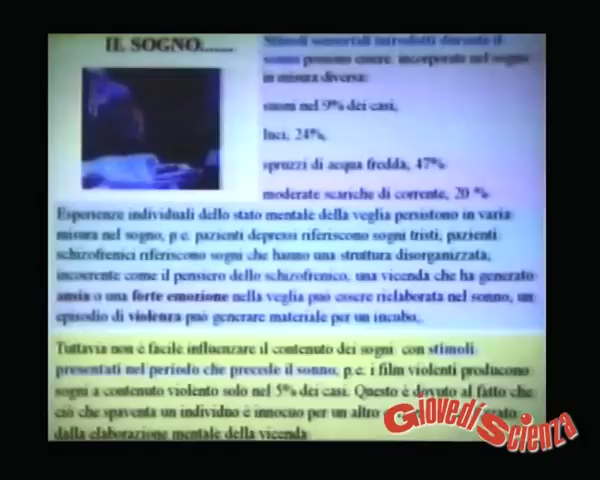 IL SOGNO......
Stimoli sensoriali introdotti durante il
sonno possono essere incorporate nel sogno
in misura diversa:
suoni nel 9% dei casi,
luci, 24%,
spruzzi di acqua fredda, 47%
moderate scariche di corrente, 20 %
Esperienze individuali dello stato mentale della veglia persistono in varia
misura nel sogno, p.e. pazienti depressi riferiscono sogni tristi, pazienti
schizofrenici riferiscono sogni che hanno una struttura disorganizzata,
incoerente come il pensiero dello schizofrenico, una vicenda che ha generato
ansia o una forte emozione nella veglia può essere rielaborata nel sonno, un
episodio di violenza può generare materiale per un incubo..
Tuttavia non è facile influenzare il contenuto dei sogni con stimoli
presentati nel periodo che precede il sonno, p.e. i film violenti producono
sogni a contenuto violento solo nel 5% dei casi. Questo è dovuto al fatto che
ciò che spaventa un individuo è innocuo per un altro
dalla elaborazione mentale della vicenda
Giovedí Scienza